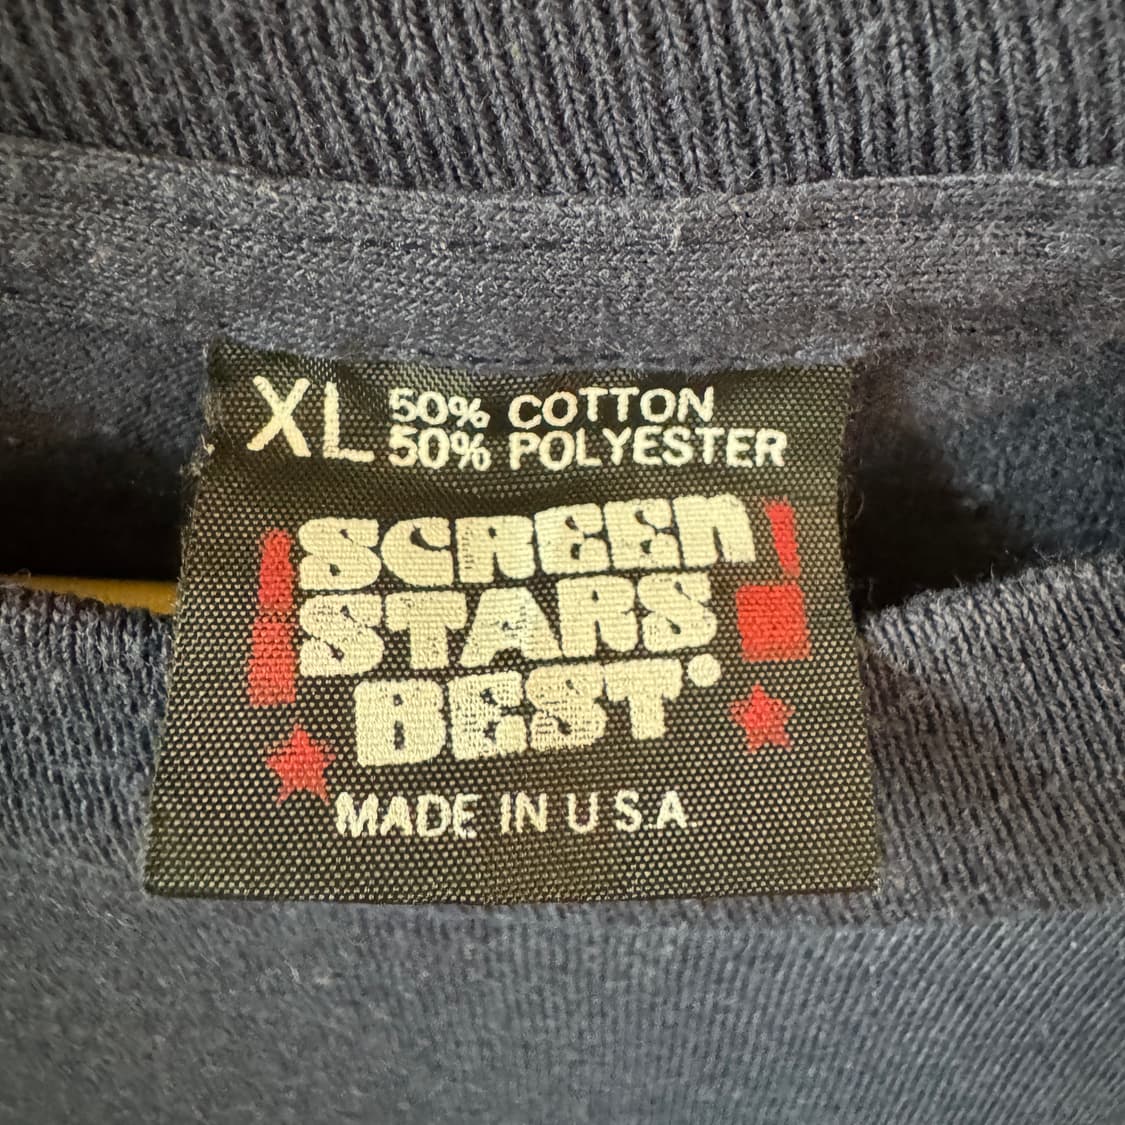 XL 50% COTTON
50% POLYESTER
SCREEN
STARS
BEST
MADE IN U S.A